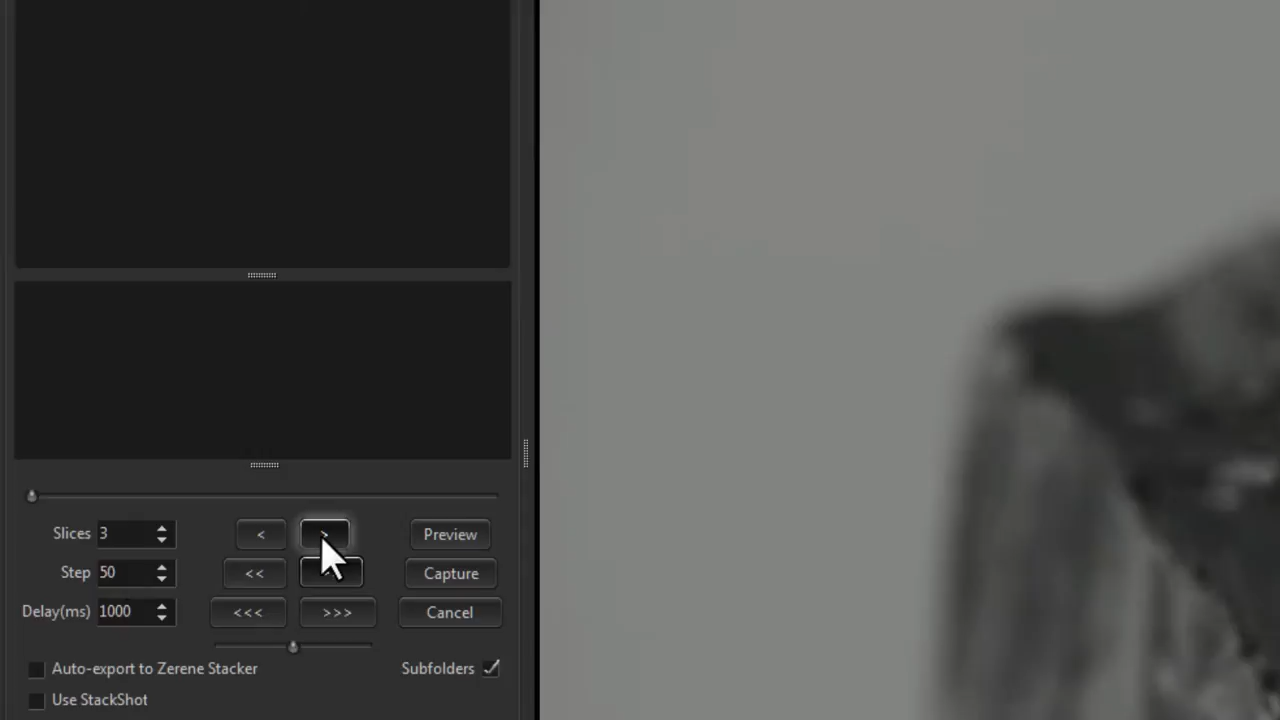 Slices 3 < > Preview
Step 50 << Capture
Delay(ms) 1000 <<< >>> Cancel
Auto-export to Zerene Stacker Subfolders
Use StackShot